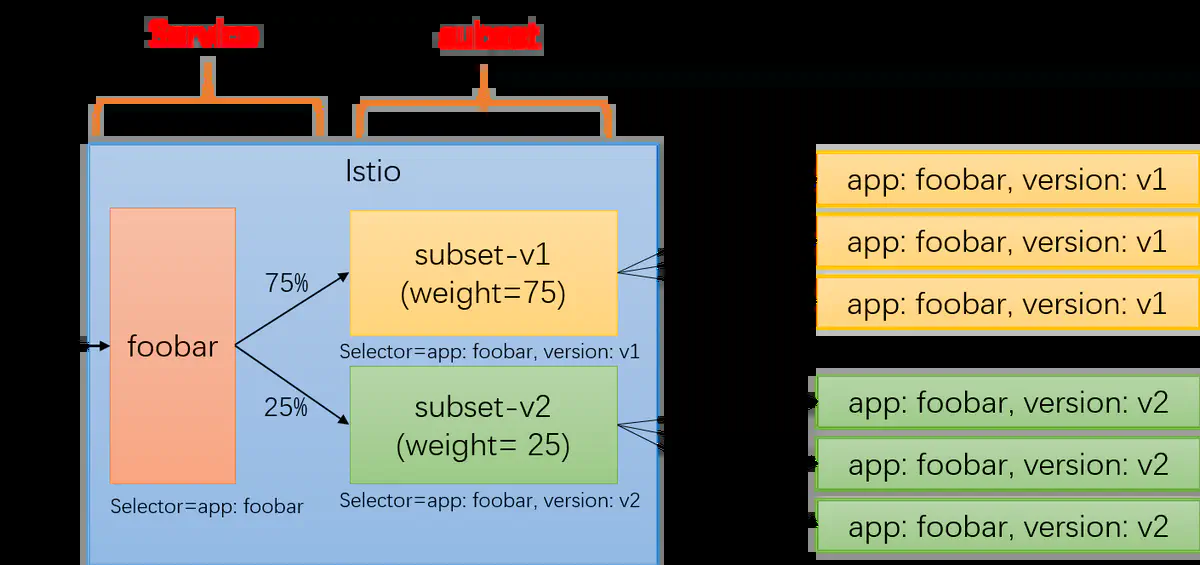 Service
subset
Istio
foobar
Selector=app: foobar
75%
25%
subset-v1
(weight=75)
Selector=app: foobar, version: v1
subset-v2
(weight= 25)
Selector=app: foobar, version: v2
app: foobar, version: v1
app: foobar, version: v1
app: foobar, version: v1
app: foobar, version: v2
app: foobar, version: v2
app: foobar, version: v2